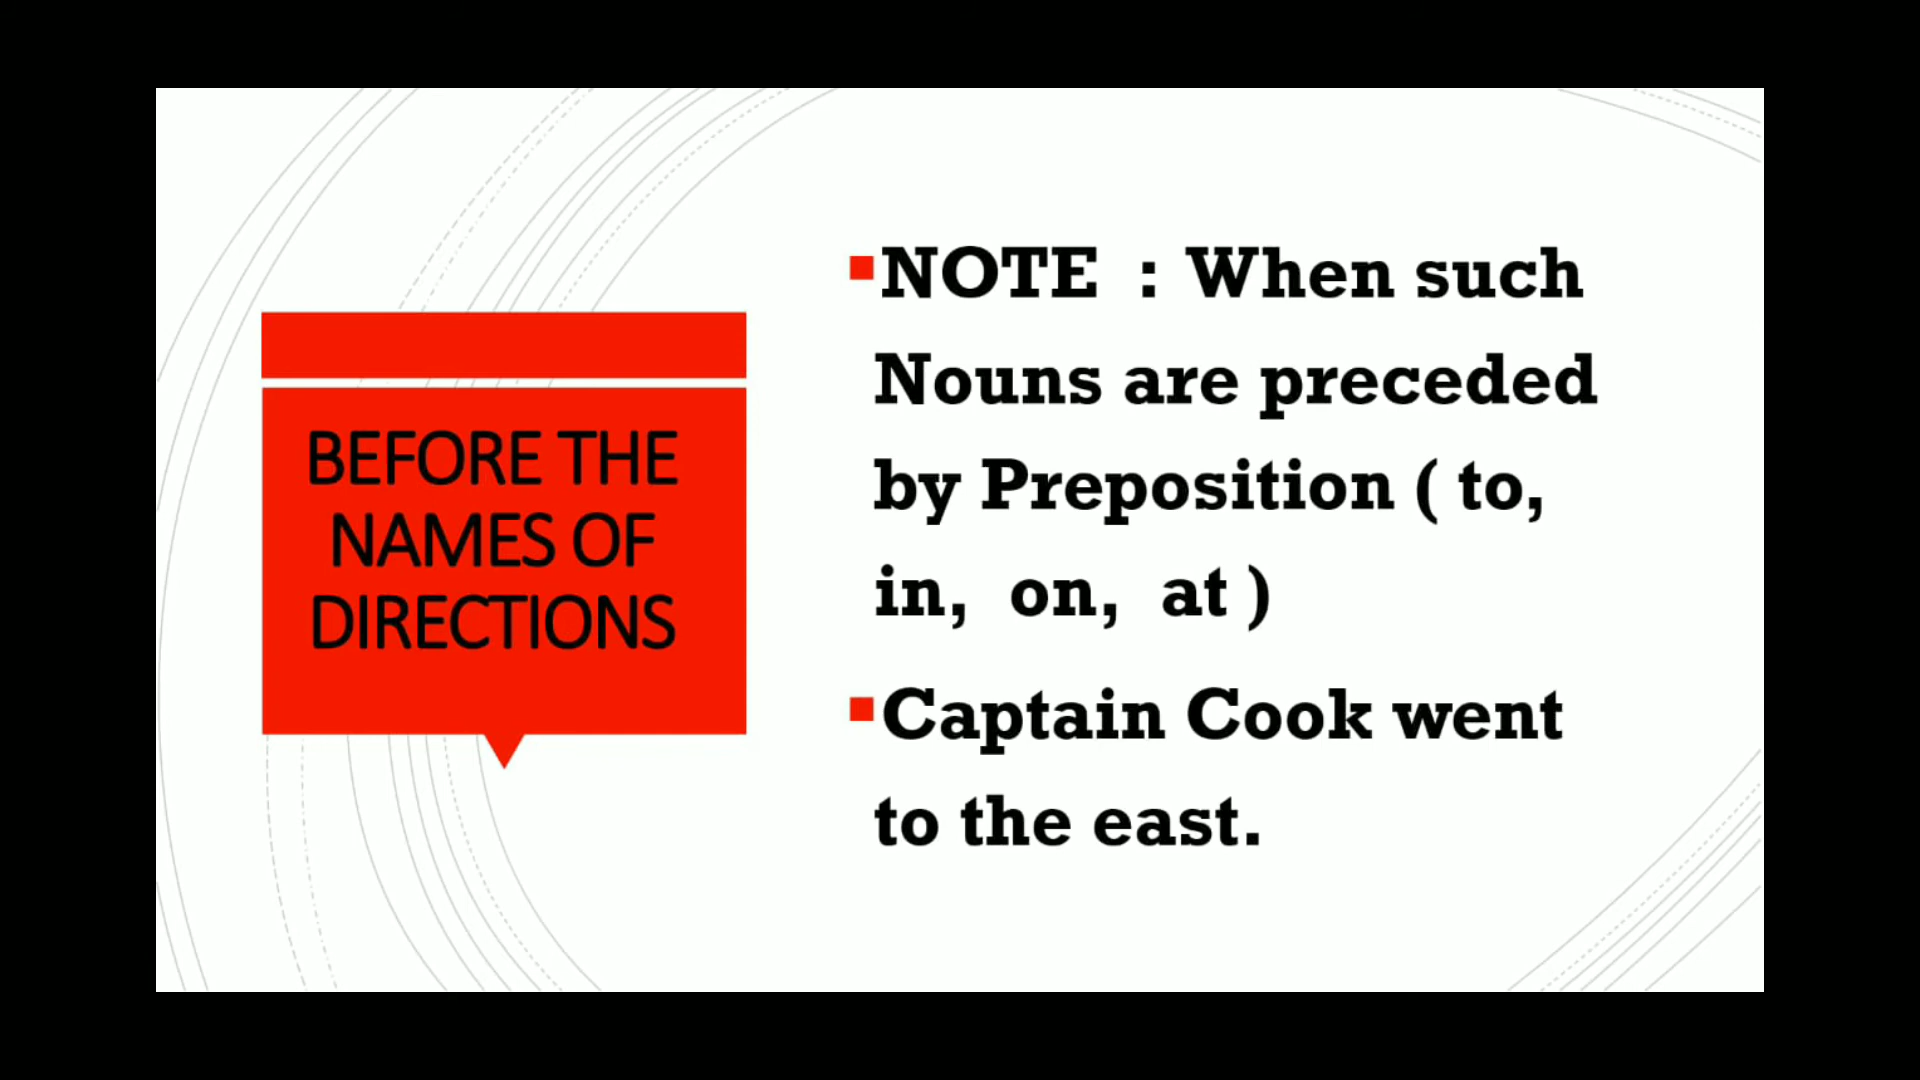 BEFORE THE
NAMES OF
DIRECTIONS
NOTE : When such
Nouns are preceded
by Preposition ( to,
in, on, at )
Captain Cook went
to the east.